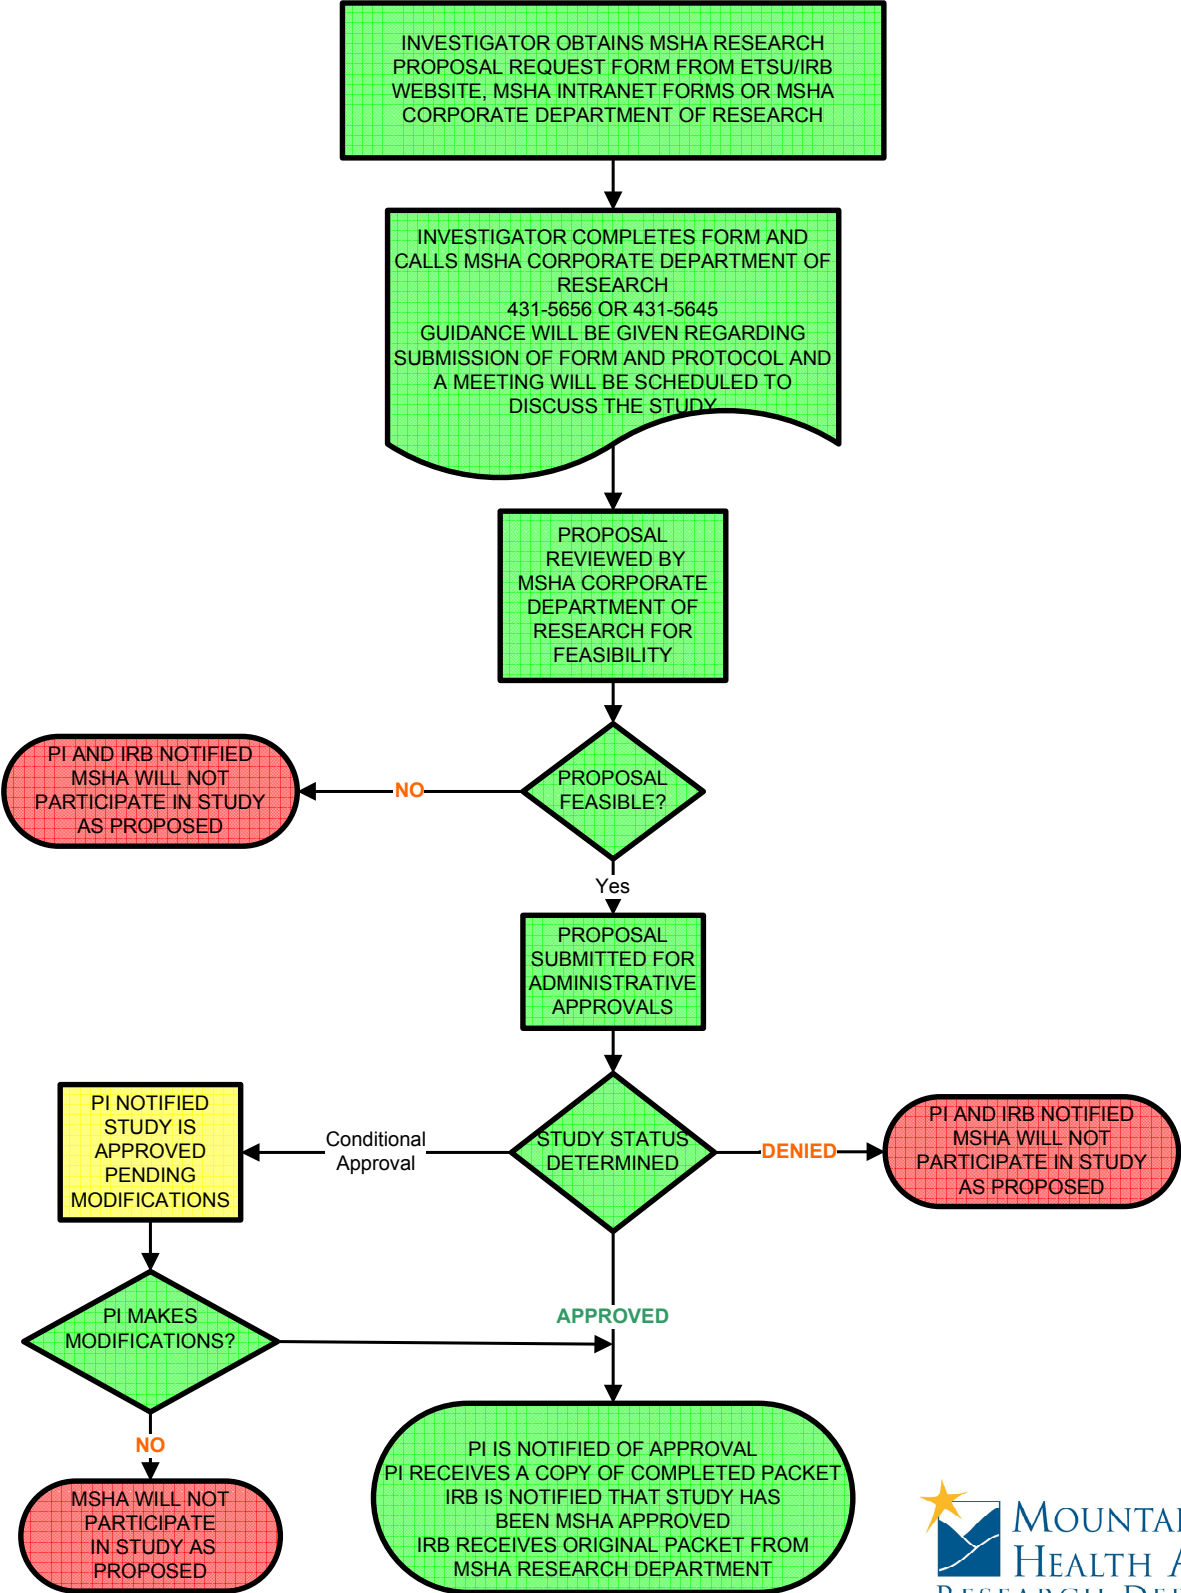 INVESTIGATOR OBTAINS MSHA RESEARCH
PROPOSAL REQUEST FORM FROM ETSU/IRB
WEBSITE, MSHA INTRANET FORMS OR MSHA
CORPORATE DEPARTMENT OF RESEARCH
INVESTIGATOR COMPLETES FORM AND
CALLS MSHA CORPORATE DEPARTMENT OF
RESEARCH
431-5656 OR 431-5645
GUIDANCE WILL BE GIVEN REGARDING
SUBMISSION OF FORM AND PROTOCOL AND
A MEETING WILL BE SCHEDULED TO
DISCUSS THE STUDY
PROPOSAL
REVIEWED BY
MSHA CORPORATE
DEPARTMENT OF
RESEARCH FOR
FEASIBILITY
PROPOSAL
FEASIBLE?
NO
PI AND IRB NOTIFIED
MSHA WILL NOT
PARTICIPATE IN STUDY
AS PROPOSED
Yes
PROPOSAL
SUBMITTED FOR
ADMINISTRATIVE
APPROVALS
STUDY STATUS
DETERMINED
Conditional
Approval
PI NOTIFIED
STUDY IS
APPROVED
PENDING
MODIFICATIONS
DENIED
PI AND IRB NOTIFIED
MSHA WILL NOT
PARTICIPATE IN STUDY
AS PROPOSED
PI MAKES
MODIFICATIONS?
APPROVED
NO
MSHA WILL NOT
PARTICIPATE
IN STUDY AS
PROPOSED
PI IS NOTIFIED OF APPROVAL
PI RECEIVES A COPY OF COMPLETED PACKET
IRB IS NOTIFIED THAT STUDY HAS
BEEN MSHA APPROVED
IRB RECEIVES ORIGINAL PACKET FROM
MSHA RESEARCH DEPARTMENT
MOUNTA
HEALTH A